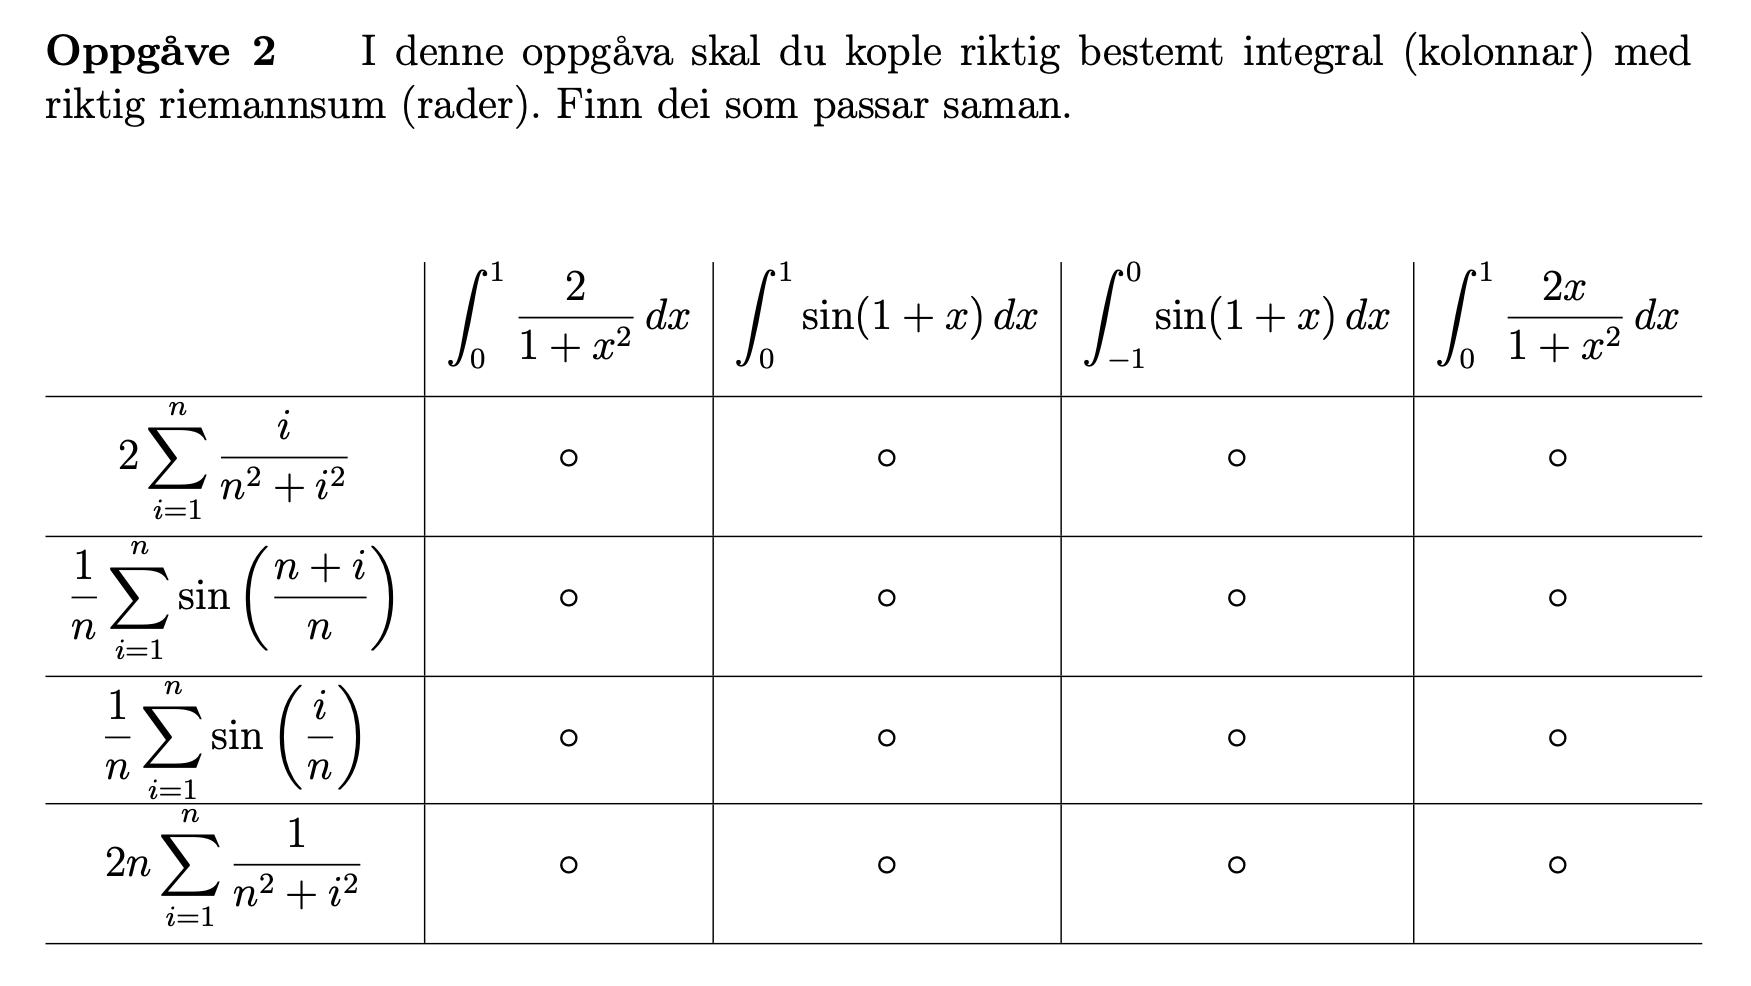 Oppgåve 2 I denne oppgåva skal du kople riktig bestemt integral (kolonnar) med
riktig riemannsum (rader). Finn dei som passar saman.
$\int_0^1 \frac{2}{1+x^2}\,dx$ $\int_0^1 \sin(1+x)\,dx$ $\int_{-1}^0 \sin(1+x)\,dx$ $\int_0^1 \frac{2x}{1+x^2}\,dx$
$2\sum_{i=1}^n \frac{i}{n^2+i^2}$
$\frac{1}{n}\sum_{i=1}^n \sin\left(\frac{n+i}{n}\right)$
$\frac{1}{n}\sum_{i=1}^n \sin\left(\frac{i}{n}\right)$
$2n\sum_{i=1}^n \frac{1}{n^2+i^2}$